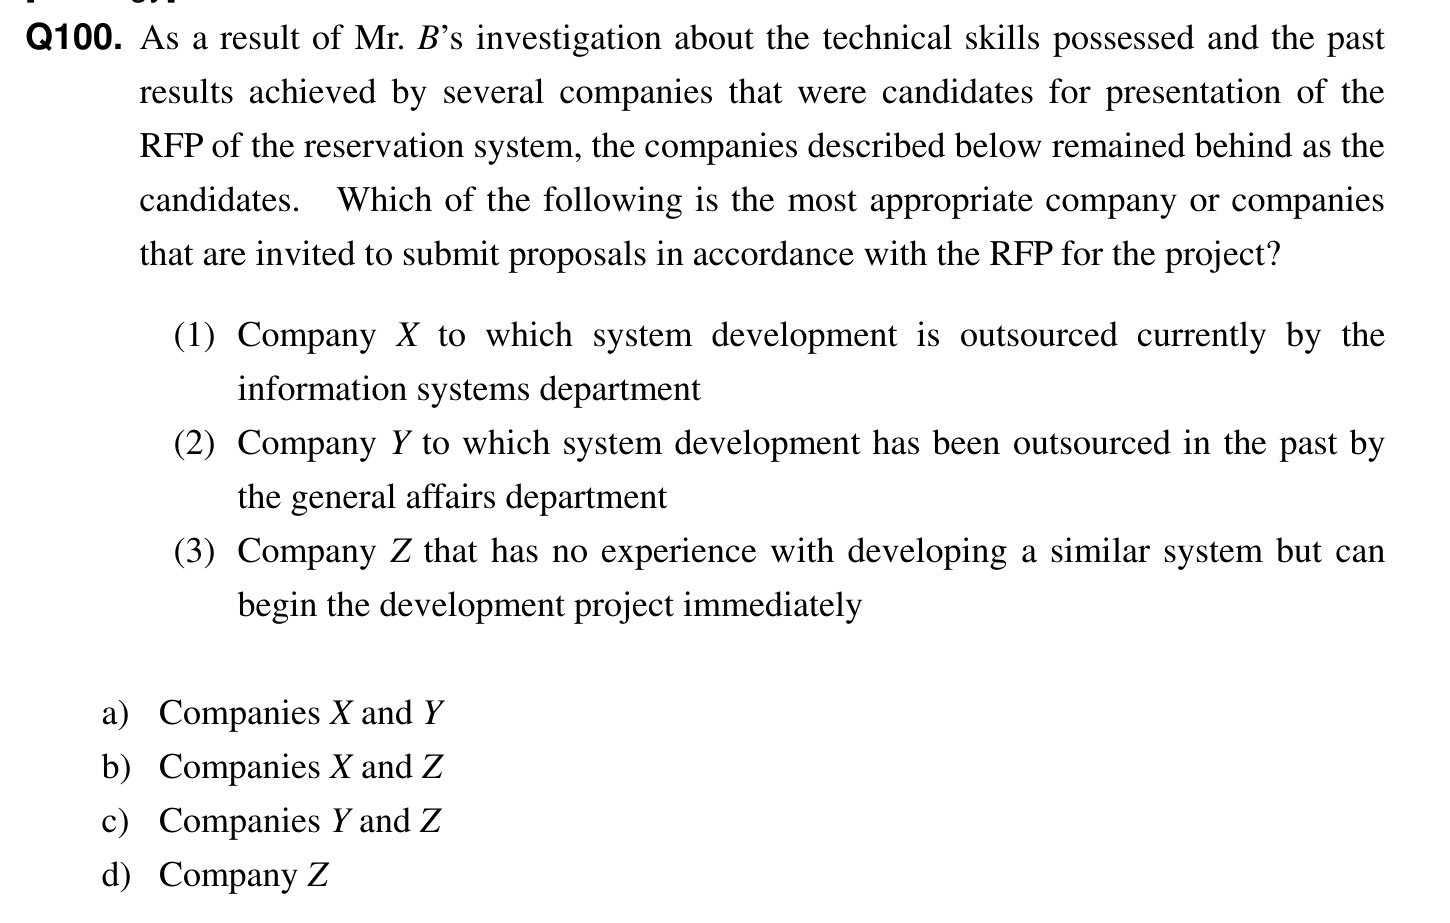 Q100. As a result of Mr. B’s investigation about the technical skills possessed and the past
results achieved by several companies that were candidates for presentation of the
RFP of the reservation system, the companies described below remained behind as the
candidates. Which of the following is the most appropriate company or companies
that are invited to submit proposals in accordance with the RFP for the project?
(1) Company X to which system development is outsourced currently by the
information systems department
(2) Company Y to which system development has been outsourced in the past by
the general affairs department
(3) Company Z that has no experience with developing a similar system but can
begin the development project immediately
a) Companies X and Y
b) Companies X and Z
c) Companies Y and Z
d) Company Z